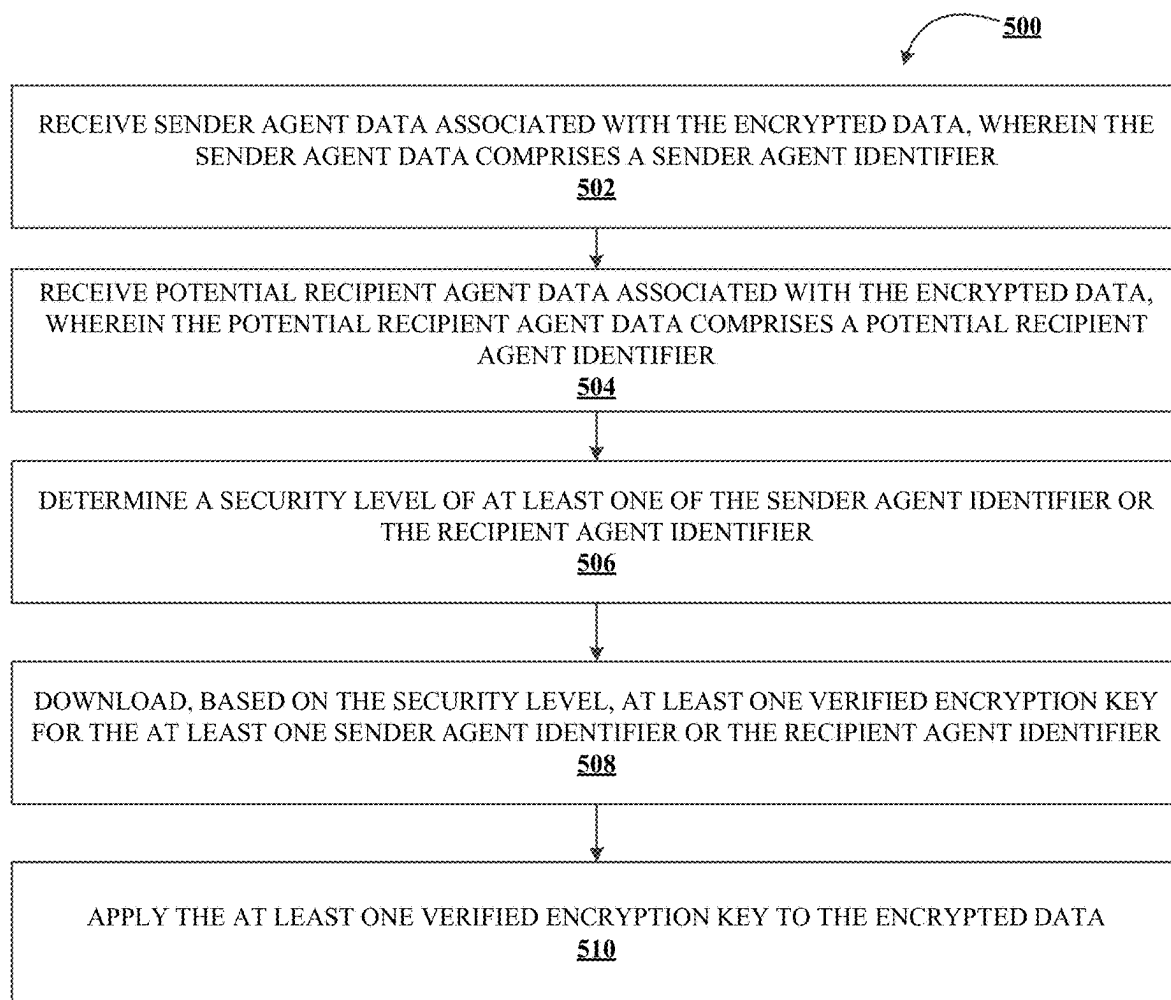 500
RECEIVE SENDER AGENT DATA ASSOCIATED WITH THE ENCRYPTED DATA, WHEREIN THE
SENDER AGENT DATA COMPRISES A SENDER AGENT IDENTIFIER
502
RECEIVE POTENTIAL RECIPIENT AGENT DATA ASSOCIATED WITH THE ENCRYPTED DATA,
WHEREIN THE POTENTIAL RECIPIENT AGENT DATA COMPRISES A POTENTIAL RECIPIENT
AGENT IDENTIFIER
504
DETERMINE A SECURITY LEVEL OF AT LEAST ONE OF THE SENDER AGENT IDENTIFIER OR
THE RECIPIENT AGENT IDENTIFIER
506
DOWNLOAD, BASED ON THE SECURITY LEVEL, AT LEAST ONE VERIFIED ENCRYPTION KEY
FOR THE AT LEAST ONE SENDER AGENT IDENTIFIER OR THE RECIPIENT AGENT IDENTIFIER
508
APPLY THE AT LEAST ONE VERIFIED ENCRYPTION KEY TO THE ENCRYPTED DATA
510